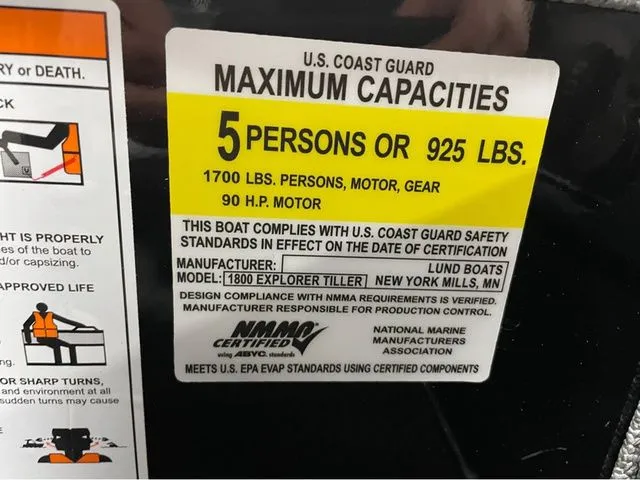 RY or DEATH.
CK
HT IS PROPERLY
es of the boat to
d/or capsizing.
APPROVED LIFE
ng.
OR SHARP TURNS,
and environment at all
sudden turns may cause
E
U.S. COAST GUARD
MAXIMUM CAPACITIES
5 PERSONS OR 925 LBS.
1700 LBS. PERSONS, MOTOR, GEAR
90 H.P. MOTOR
THIS BOAT COMPLIES WITH U.S. COAST GUARD SAFETY
STANDARDS IN EFFECT ON THE DATE OF CERTIFICATION
MANUFACTURER: LUND BOATS
MODEL: 1800 EXPLORER TILLER NEW YORK MILLS, MN
DESIGN COMPLIANCE WITH NMMA REQUIREMENTS IS VERIFIED.
MANUFACTURER RESPONSIBLE FOR PRODUCTION CONTROL.
NMMA
CERTIFIED
using ABYC. standards
NATIONAL MARINE
MANUFACTURERS
ASSOCIATION
MEETS U.S. EPA EVAP STANDARDS USING CERTIFIED COMPONENTS